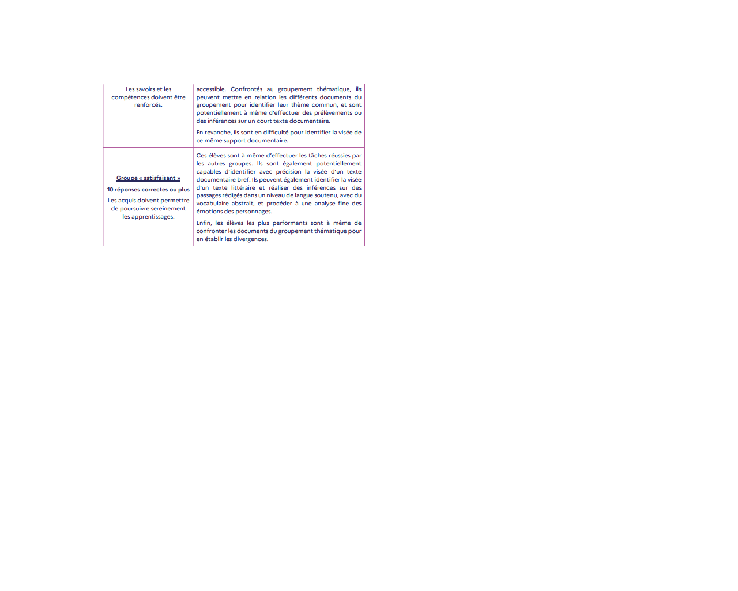 Les savoirs et les
compétences doivent être
renforcés.
accessible. Confrontés au groupement thématique, ils
peuvent mettre en relation les différents documents du
groupement pour identifier leur thème commun, et sont
potentiellement à même d'effectuer des prélèvements ou
des inférences sur un court texte documentaire.
En revanche, ils sont en difficulté pour identifier la visée de
ce même support documentaire.
Groupe « satisfaisant »
10 réponses correctes ou plus
Les acquis doivent permettre
de poursuivre sereinement
les apprentissages.
Ces élèves sont à même d'effectuer les tâches réussies par
les autres groupes. Ils sont également potentiellement
capables d'identifier avec précision la visée d'un texte
documentaire bref. Ils peuvent également identifier la visée
d'un texte littéraire et réaliser des inférences sur des
passages rédigés dans un niveau de langue soutenu, avec du
vocabulaire abstrait, et procéder à une analyse fine des
émotions des personnages.
Enfin, les élèves les plus performants sont à même de
confronter les documents du groupement thématique pour
en établir les divergences.